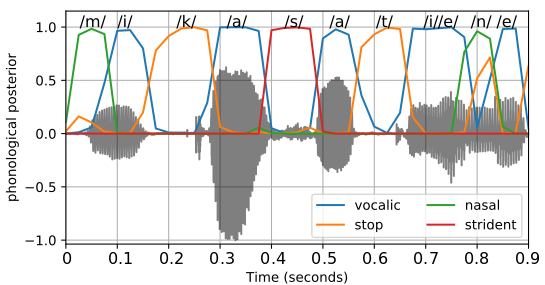 /m/ /i/ /k/ /a/ /s/ /a/ /t/ /i//e/ /n/ /e/
1.0
0.5
0.0
−0.5
−1.0
phonological posterior
vocalic nasal
stop strident
0 0.1 0.2 0.3 0.4 0.5 0.6 0.7 0.8 0.9
Time (seconds)